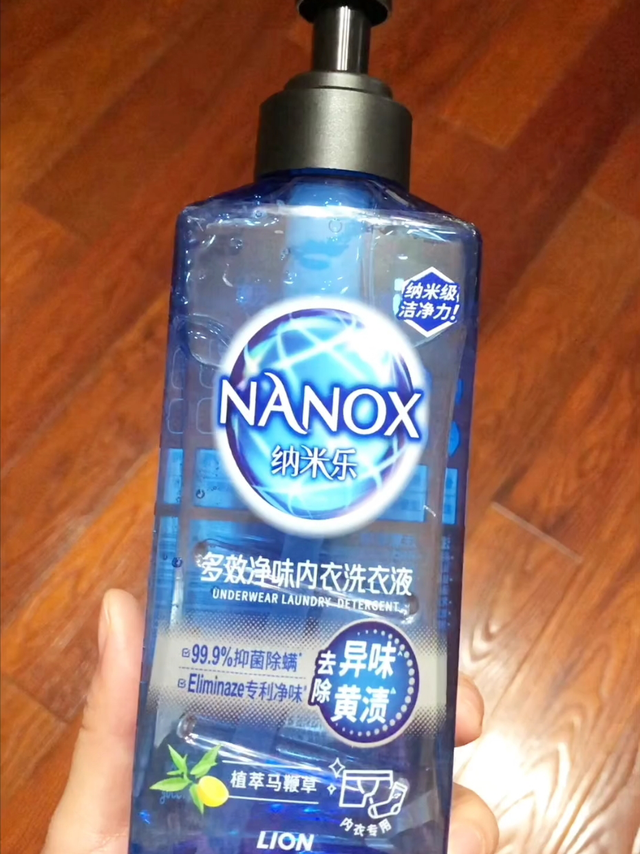 纳米级
洁净力!
NANOX
纳米乐
多效净味内衣洗衣液
UNDERWEAR LAUNDRY DETERGENT
99.9%抑菌除螨*
Eliminaze专利净味*
去除
异味
黄渍
植萃马鞭草
内衣专用
LION